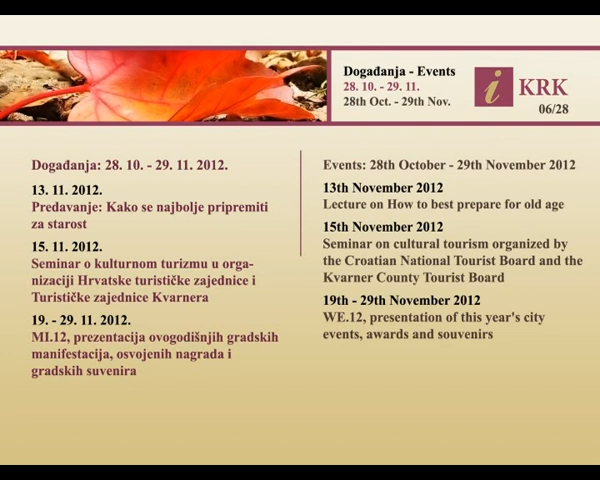 Događanja - Events
28. 10. - 29. 11.
28th Oct. - 29th Nov.
i KRK
06/28
Događanja: 28. 10. - 29. 11. 2012.
13. 11. 2012.
Predavanje: Kako se najbolje pripremiti
za starost
15. 11. 2012.
Seminar o kulturnom turizmu u orga-
nizaciji Hrvatske turističke zajednice i
Turističke zajednice Kvarnera
19. - 29. 11. 2012.
MI.12, prezentacija ovogodišnjih gradskih
manifestacija, osvojenih nagrada i
gradskih suvenira
Events: 28th October - 29th November 2012
13th November 2012
Lecture on How to best prepare for old age
15th November 2012
Seminar on cultural tourism organized by
the Croatian National Tourist Board and the
Kvarner County Tourist Board
19th - 29th November 2012
WE.12, presentation of this year's city
events, awards and souvenirs